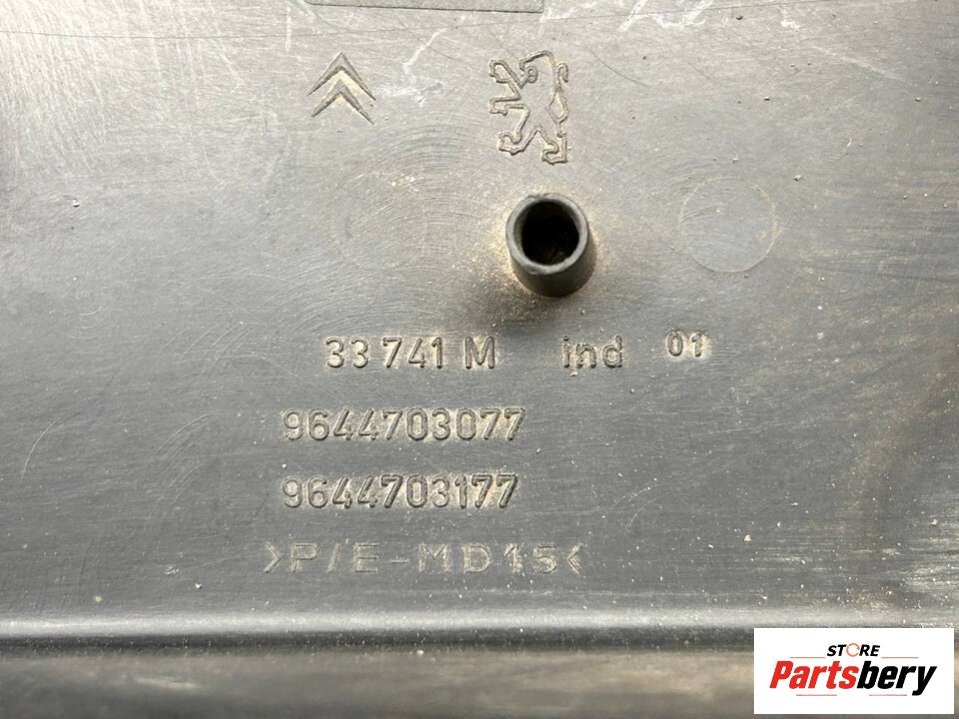 33 741 M ind 01
9644703077
9644703177
>P/E-MD15<
STORE
Partsbery